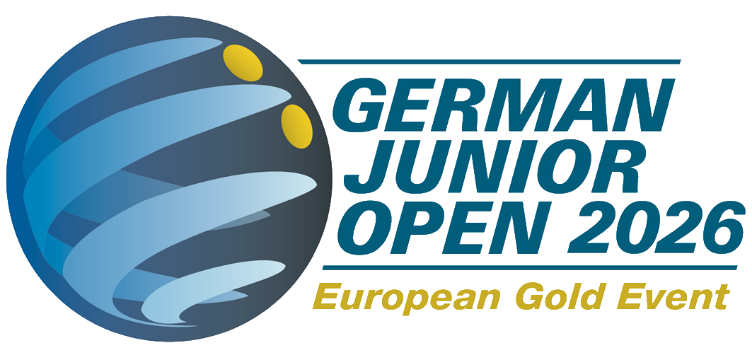 GERMAN
JUNIOR
OPEN 2026
European Gold Event